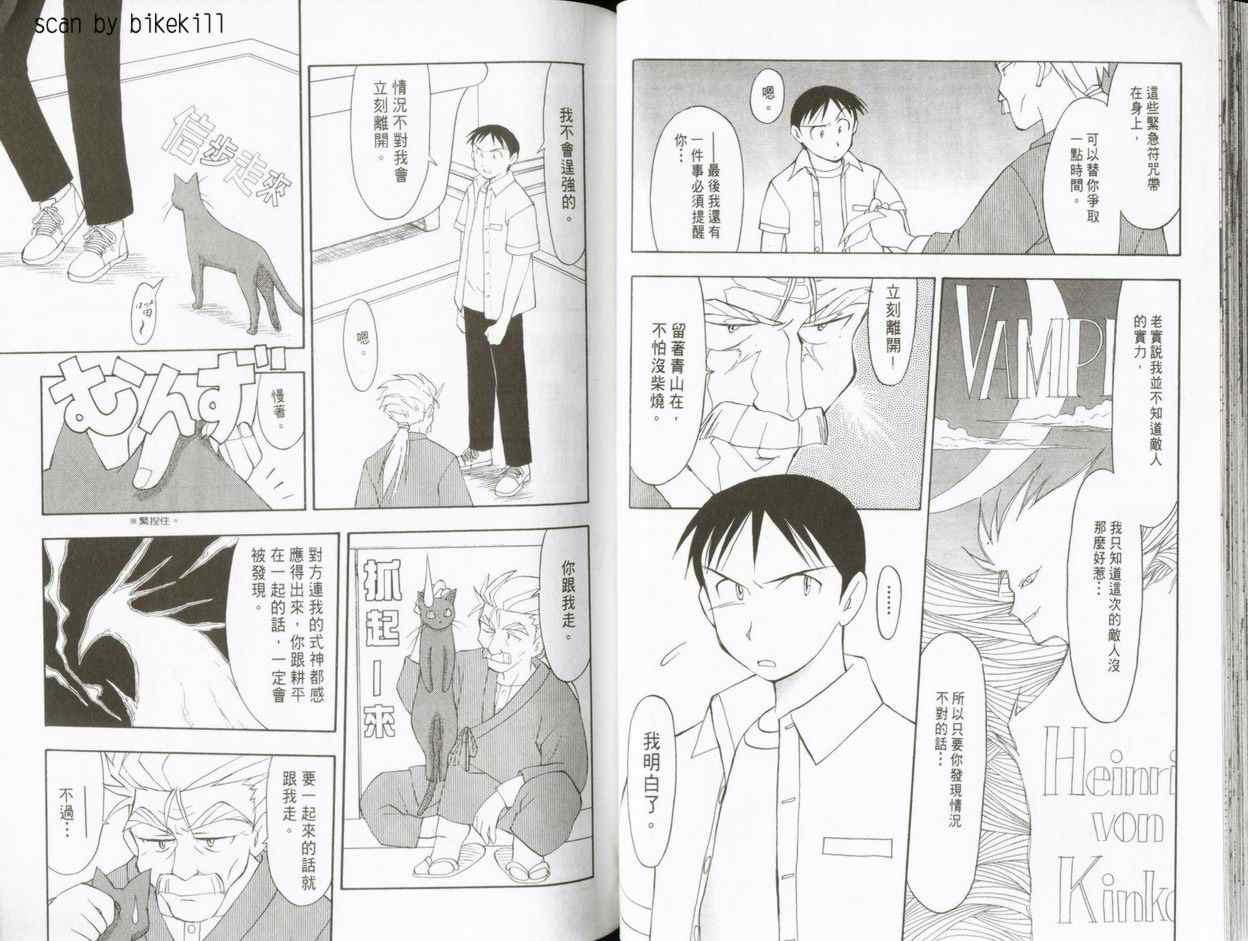 scan by bikekill
這些緊急符咒帶
在身上，
可以替你爭取
一點時間。
嗯。
——最後我還有
一件事必須提醒
你…
老實說我並不知道敵人
的實力，
VAMPI
我只知道這次的敵人沒
那麼好惹…
Heinri
von
Kink
所以只要你發現情況
不對的話…
立刻離開！
留著青山在，
不怕沒柴燒。
……
我明白了。
我不會逞強的。
情況不對我會
立刻離開。
嗯。
信步走來
喵～
慢著。
むんず
※緊捏住。
你跟我走。
抓起ー來
對方連我的式神都感
應得出來，你跟耕平
在一起的話，一定會
被發現。
要一起來的話就
跟我走。
——
不過…